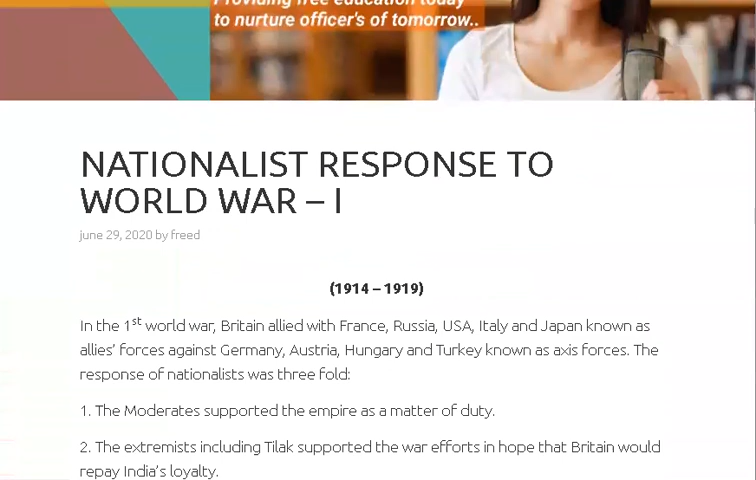 Providing free education today
to nurture officer's of tomorrow..
NATIONALIST RESPONSE TO
WORLD WAR – I
june 29, 2020 by freed
(1914 – 1919)
In the 1st world war, Britain allied with France, Russia, USA, Italy and Japan known as
allies' forces against Germany, Austria, Hungary and Turkey known as axis forces. The
response of nationalists was three fold:
1. The Moderates supported the empire as a matter of duty.
2. The extremists including Tilak supported the war efforts in hope that Britain would
repay India's loyalty.